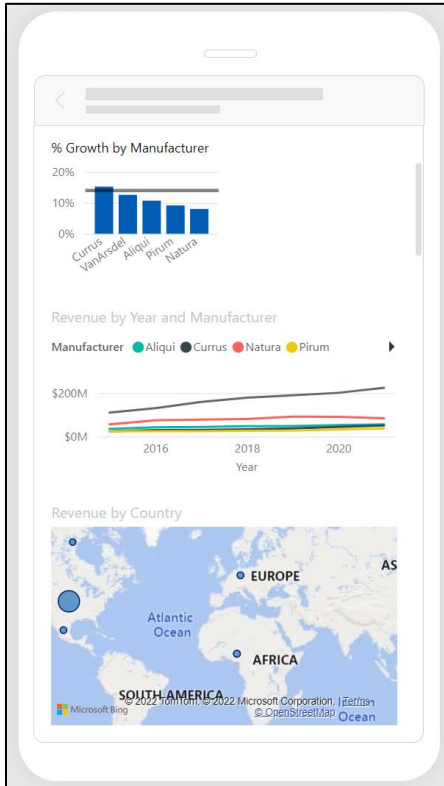 % Growth by Manufacturer
20%
10%
0%
Currus
VanArsdel
Aliqui
Pirum
Natura
Revenue by Year and Manufacturer
Manufacturer Aliqui Currus Natura Pirum
$200M
$0M
2016 2018 2020
Year
Revenue by Country
AS
EUROPE
Atlantic
Ocean
AFRICA
SOUTH AMERICA
© 2022 TomTom, © 2022 Microsoft Corporation, Terms
Microsoft Bing
© OpenStreetMap
Ocean